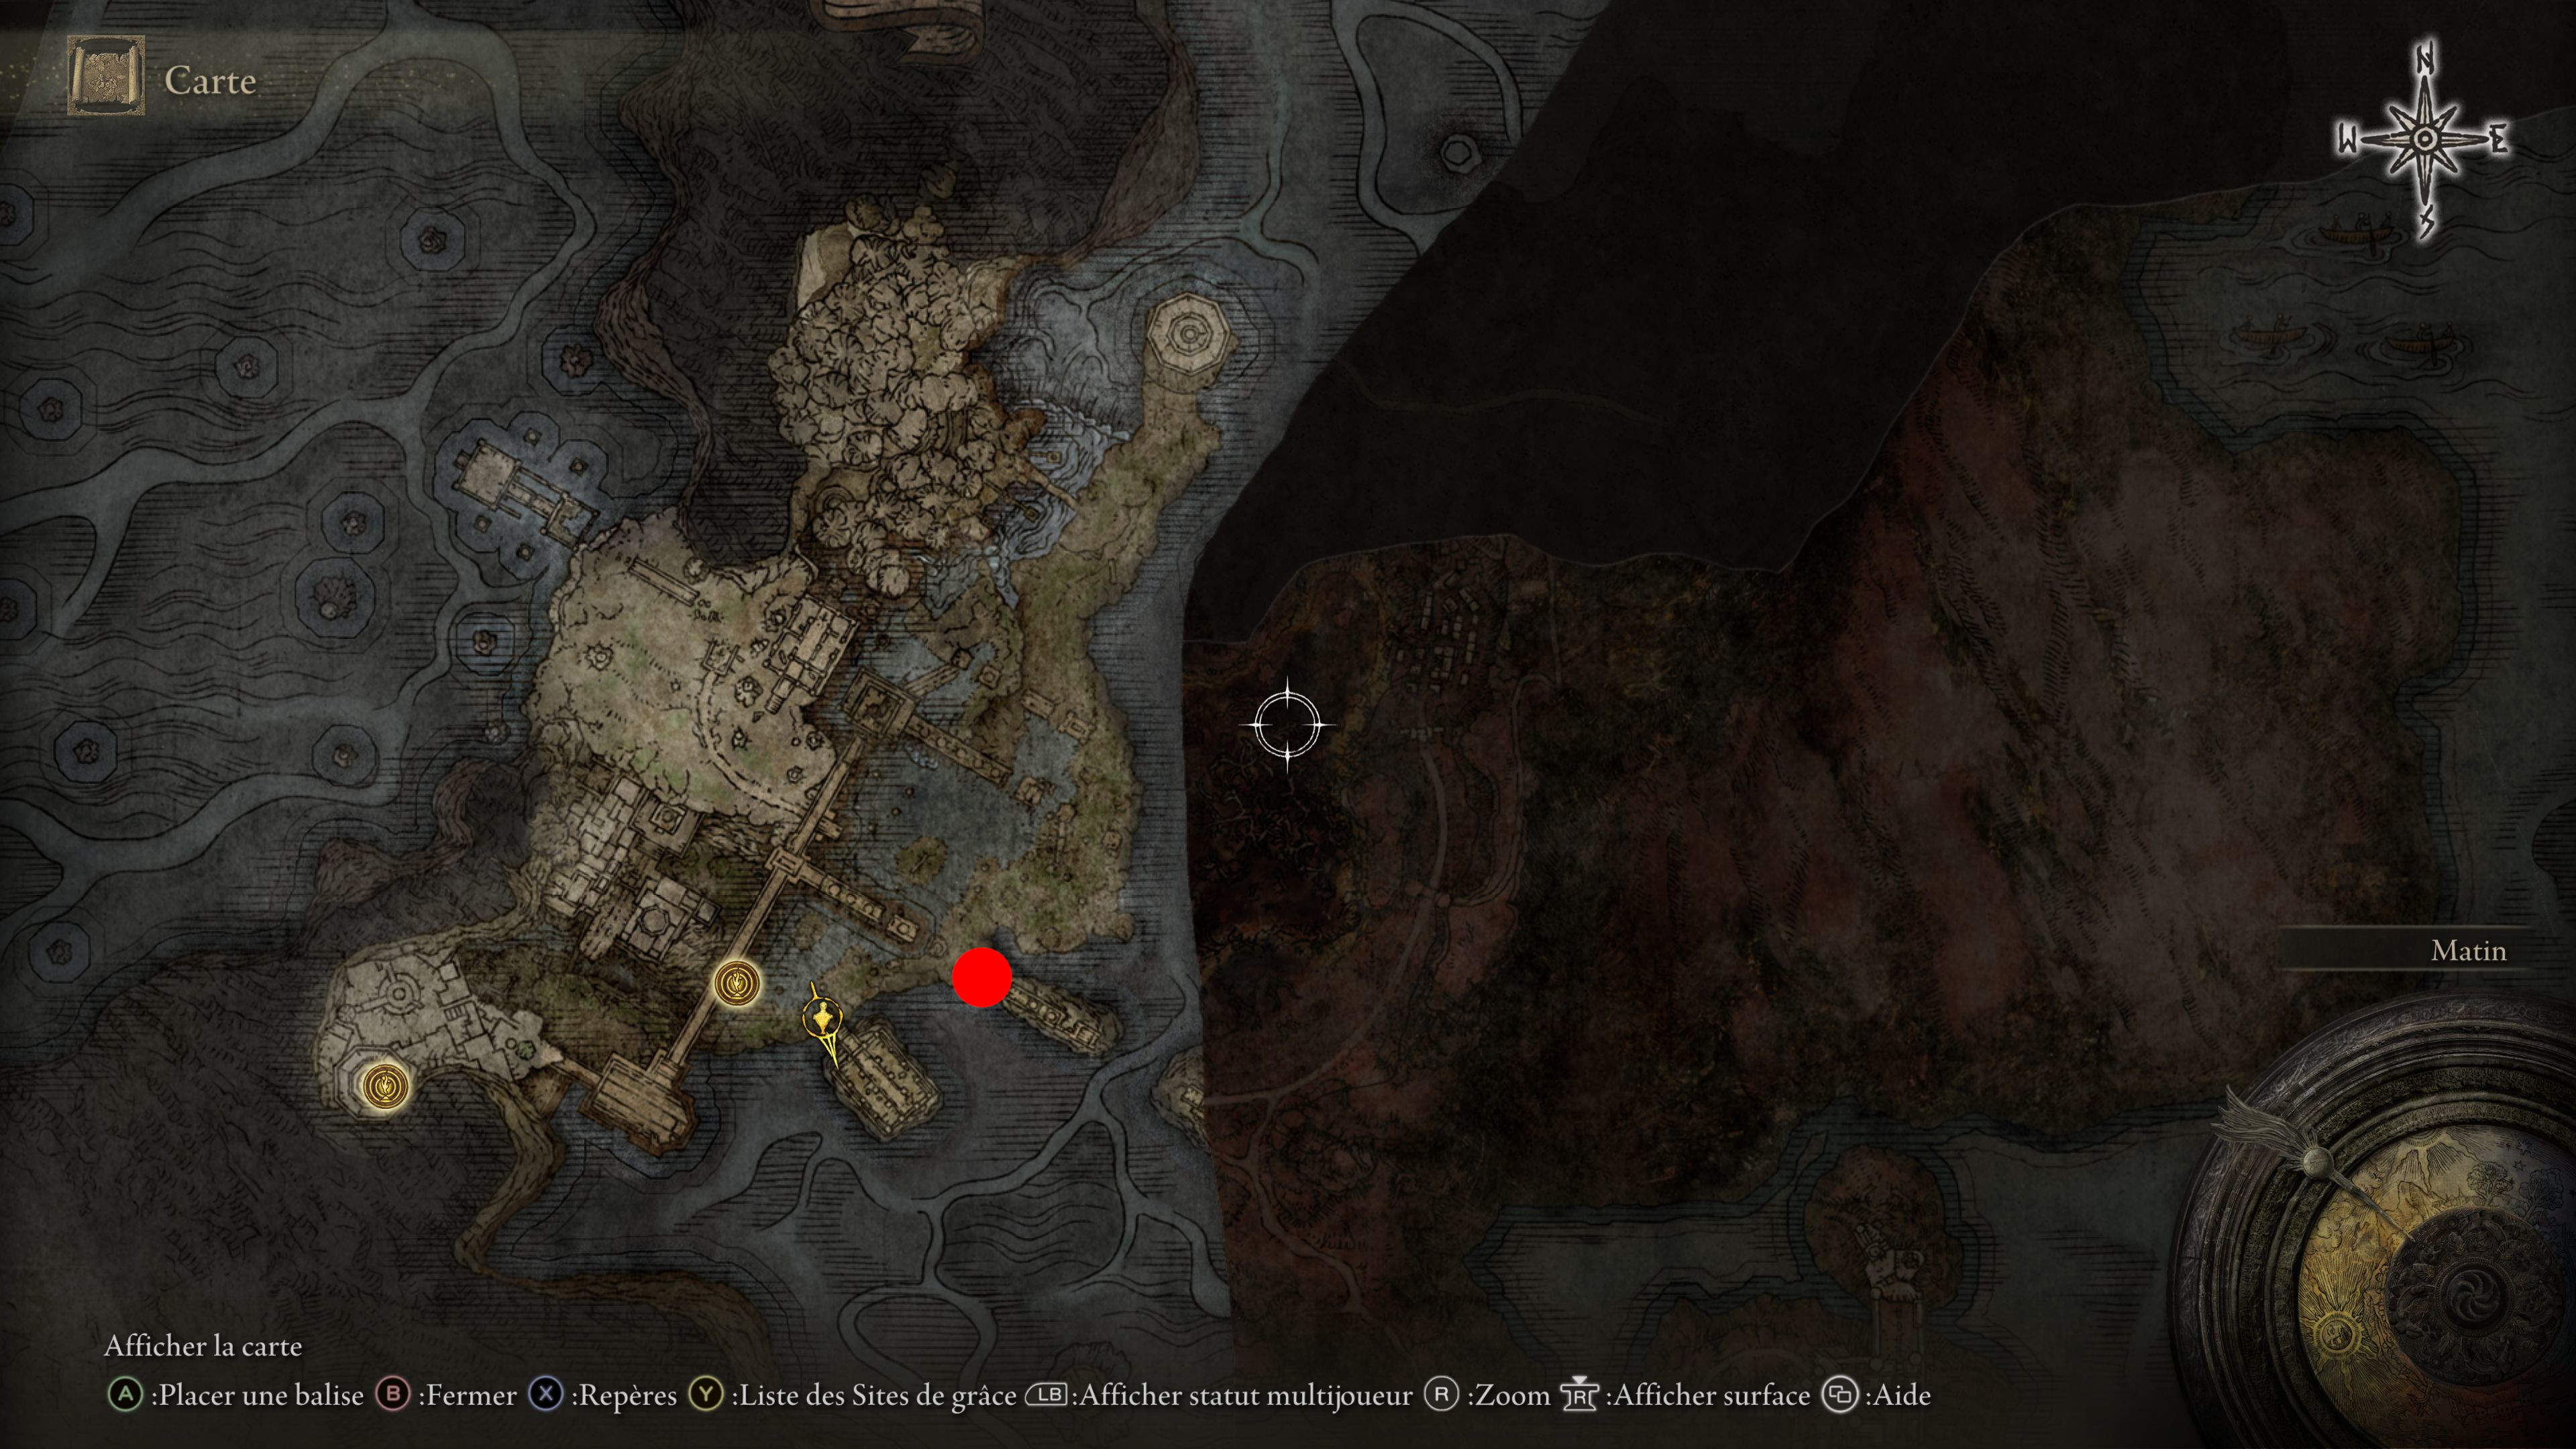 Carte
N
W E
S
Matin
Afficher la carte
A :Placer une balise B :Fermer X :Repères Y :Liste des Sites de grâce LB :Afficher statut multijoueur R :Zoom R :Afficher surface :Aide